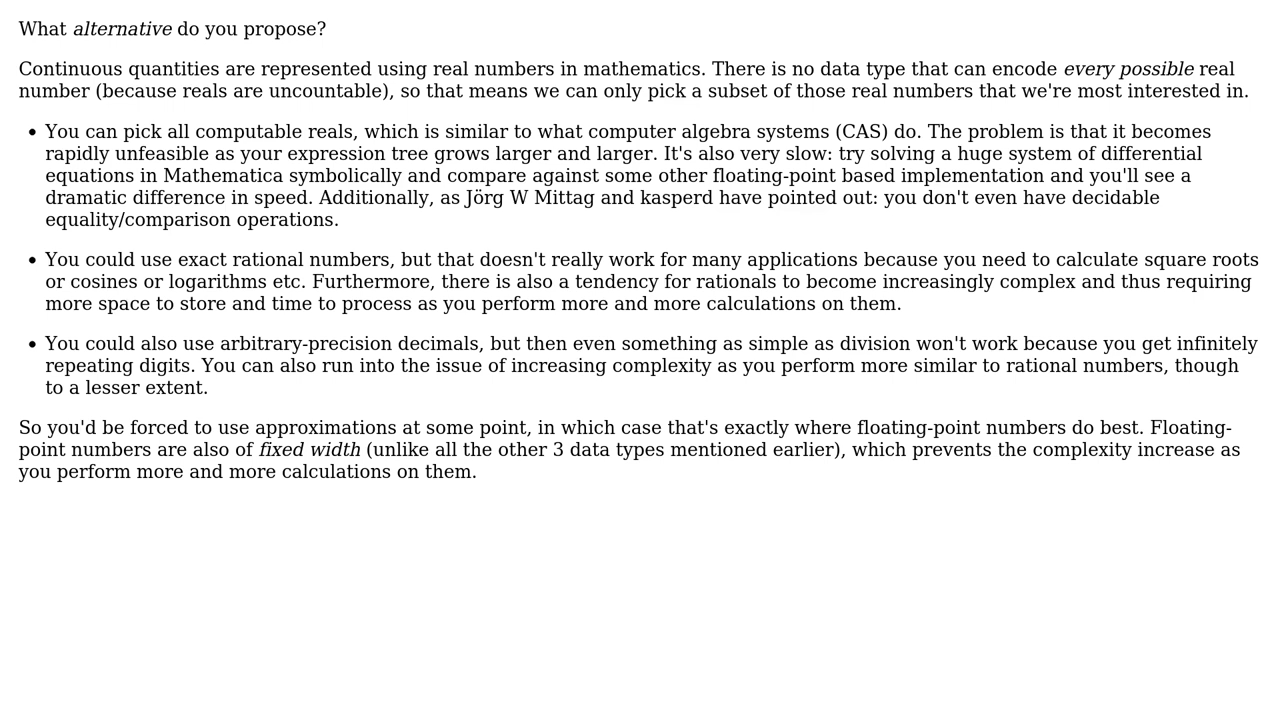 What alternative do you propose?
Continuous quantities are represented using real numbers in mathematics. There is no data type that can encode every possible real
number (because reals are uncountable), so that means we can only pick a subset of those real numbers that we're most interested in.
• You can pick all computable reals, which is similar to what computer algebra systems (CAS) do. The problem is that it becomes
rapidly unfeasible as your expression tree grows larger and larger. It's also very slow: try solving a huge system of differential
equations in Mathematica symbolically and compare against some other floating-point based implementation and you'll see a
dramatic difference in speed. Additionally, as Jörg W Mittag and kasperd have pointed out: you don't even have decidable
equality/comparison operations.
• You could use exact rational numbers, but that doesn't really work for many applications because you need to calculate square roots
or cosines or logarithms etc. Furthermore, there is also a tendency for rationals to become increasingly complex and thus requiring
more space to store and time to process as you perform more and more calculations on them.
• You could also use arbitrary-precision decimals, but then even something as simple as division won't work because you get infinitely
repeating digits. You can also run into the issue of increasing complexity as you perform more similar to rational numbers, though
to a lesser extent.
So you'd be forced to use approximations at some point, in which case that's exactly where floating-point numbers do best. Floating-
point numbers are also of fixed width (unlike all the other 3 data types mentioned earlier), which prevents the complexity increase as
you perform more and more calculations on them.